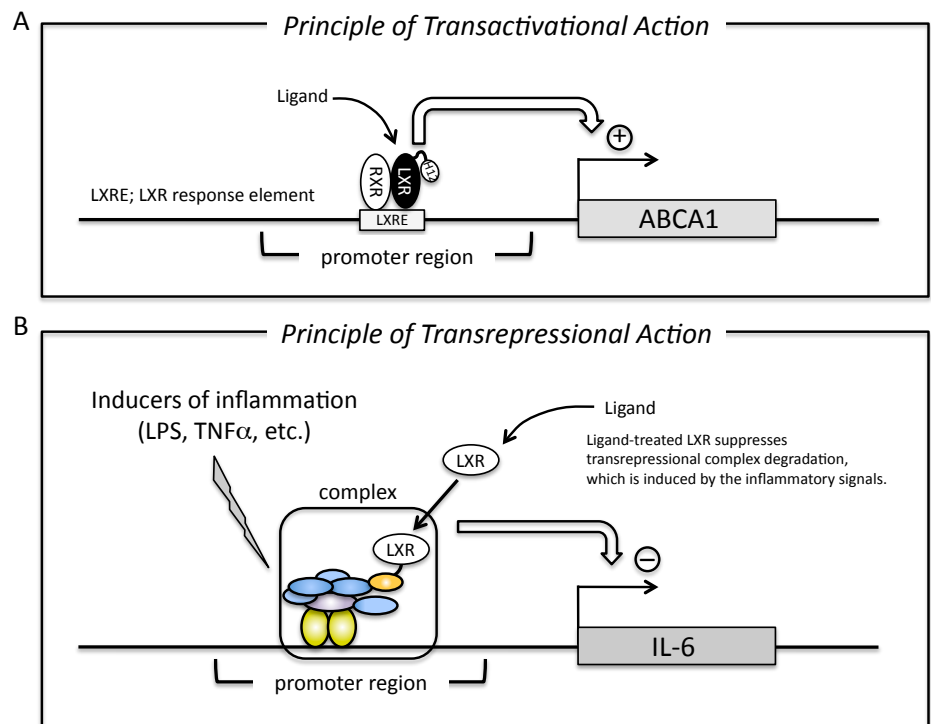 A
Principle of Transactivational Action
Ligand
+
RXR
LXR
H12
LXRE; LXR response element
LXRE
ABCA1
promoter region
B
Principle of Transrepressional Action
Inducers of inflammation
(LPS, TNFα, etc.)
Ligand
Ligand-treated LXR suppresses
transrepressional complex degradation,
which is induced by the inflammatory signals.
LXR
complex
LXR
−
IL-6
promoter region